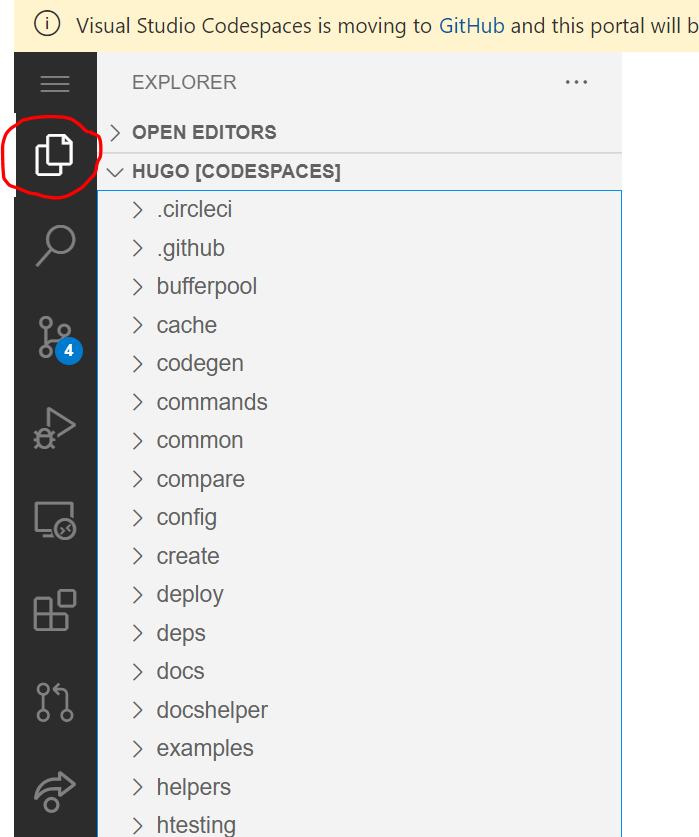 Visual Studio Codespaces is moving to GitHub and this portal will b
EXPLORER
OPEN EDITORS
HUGO [CODESPACES]
.circleci
.github
bufferpool
cache
codegen
4
commands
common
compare
config
create
deploy
deps
docs
docshelper
examples
helpers
htesting